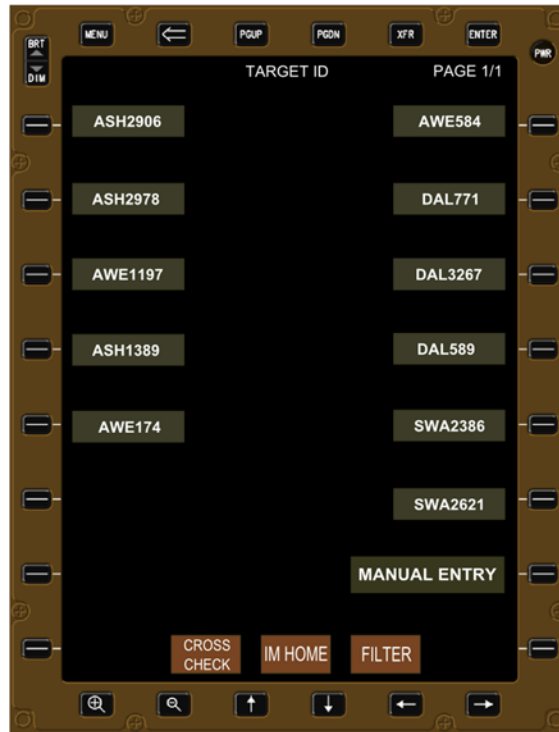 MENU PGUP PGDN XFR ENTER
BRT
DIM
PWR
TARGET ID PAGE 1/1
ASH2906 AWE584
ASH2978 DAL771
AWE1197 DAL3267
ASH1389 DAL589
AWE174 SWA2386
SWA2621
MANUAL ENTRY
CROSS
CHECK
IM HOME
FILTER